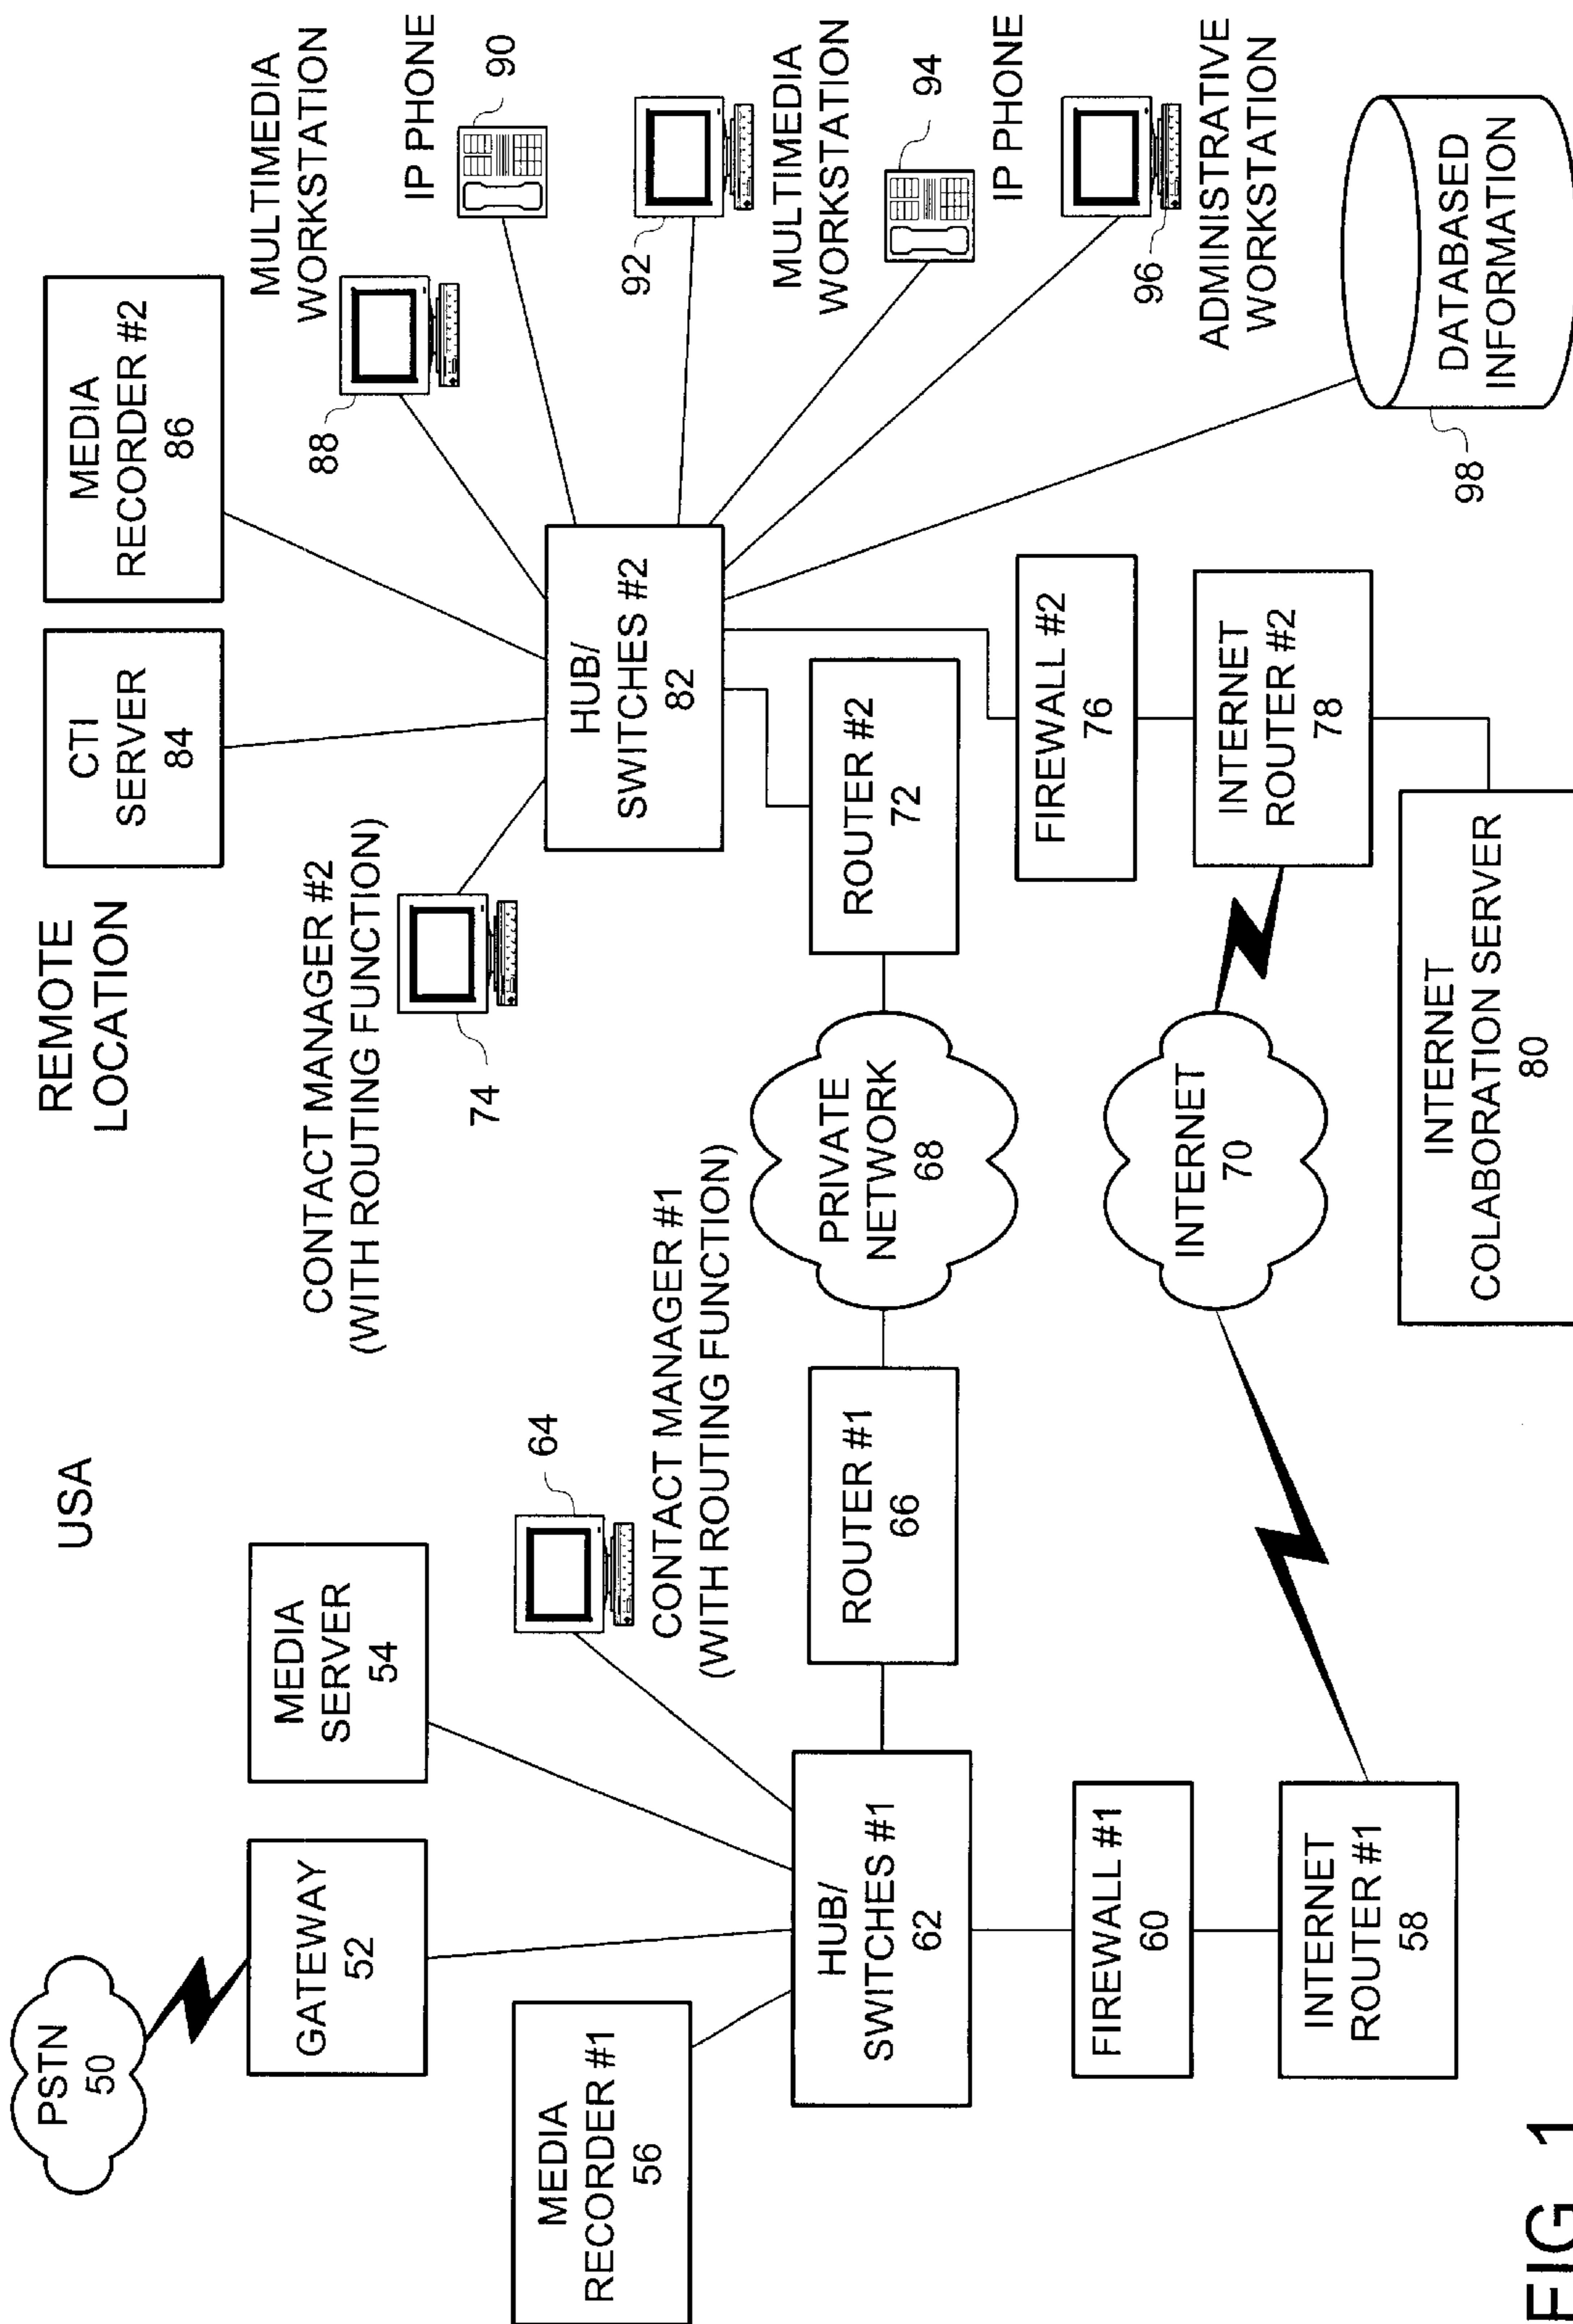 USA
REMOTE
LOCATION
PSTN
50
GATEWAY
52
MEDIA
SERVER
54
MEDIA
RECORDER #1
56
64
CONTACT MANAGER #1
(WITH ROUTING FUNCTION)
HUB/
SWITCHES #1
62
ROUTER #1
66
FIREWALL #1
60
INTERNET
ROUTER #1
58
PRIVATE
NETWORK
68
INTERNET
70
CONTACT MANAGER #2
(WITH ROUTING FUNCTION)
74
CTI
SERVER
84
MEDIA
RECORDER #2
86
HUB/
SWITCHES #2
82
ROUTER #2
72
FIREWALL #2
76
INTERNET
ROUTER #2
78
INTERNET
COLABORATION SERVER
80
MULTIMEDIA
WORKSTATION
88
IP PHONE
90
92
MULTIMEDIA
WORKSTATION
94
IP PHONE
96
ADMINISTRATIVE
WORKSTATION
DATABASED
INFORMATION
98
FIG. 1